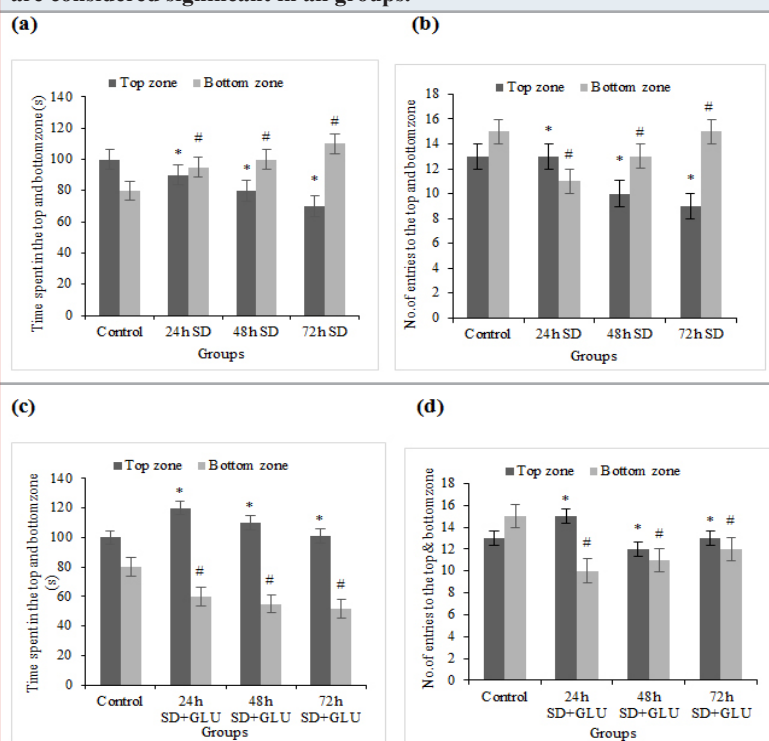 are considered significant in all groups.
(a)
Top zone Bottom zone
Time spent in the top and bottom zone (s)
140
120
100
80
60
40
20
0
* # * # * #
Control 24h SD 48h SD 72h SD
Groups
(b)
Top zone Bottom zone
No.of entries to the top and bottom zone
18
16
14
12
10
8
6
4
2
0
* # * # * #
Control 24h SD 48h SD 72h SD
Groups
(c)
Top zone Bottom zone
Time spent in the top and bottom zone
(s)
140
120
100
80
60
40
20
0
* # * # * #
Control 24h 48h 72h
SD+GLU SD+GLU SD+GLU
Groups
(d)
Top zone Bottom zone
No.of entries to the top & bottom zone
18
16
14
12
10
8
6
4
2
0
* # * # * #
Control 24h 48h 72h
SD+GLU SD+GLU SD+GLU
Groups